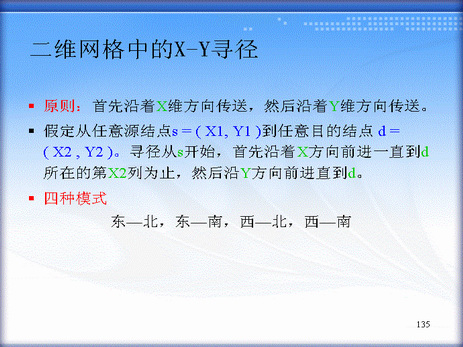 二维网格中的X-Y寻径
原则：首先沿着X维方向传送，然后沿着Y维方向传送。
假定从任意源结点s = ( X1, Y1 )到任意目的结点 d =
( X2 , Y2 )。寻径从s开始，首先沿着X方向前进一直到d
所在的第X2列为止，然后沿Y方向前进直到d。
四种模式
东—北，东—南，西—北，西—南
135